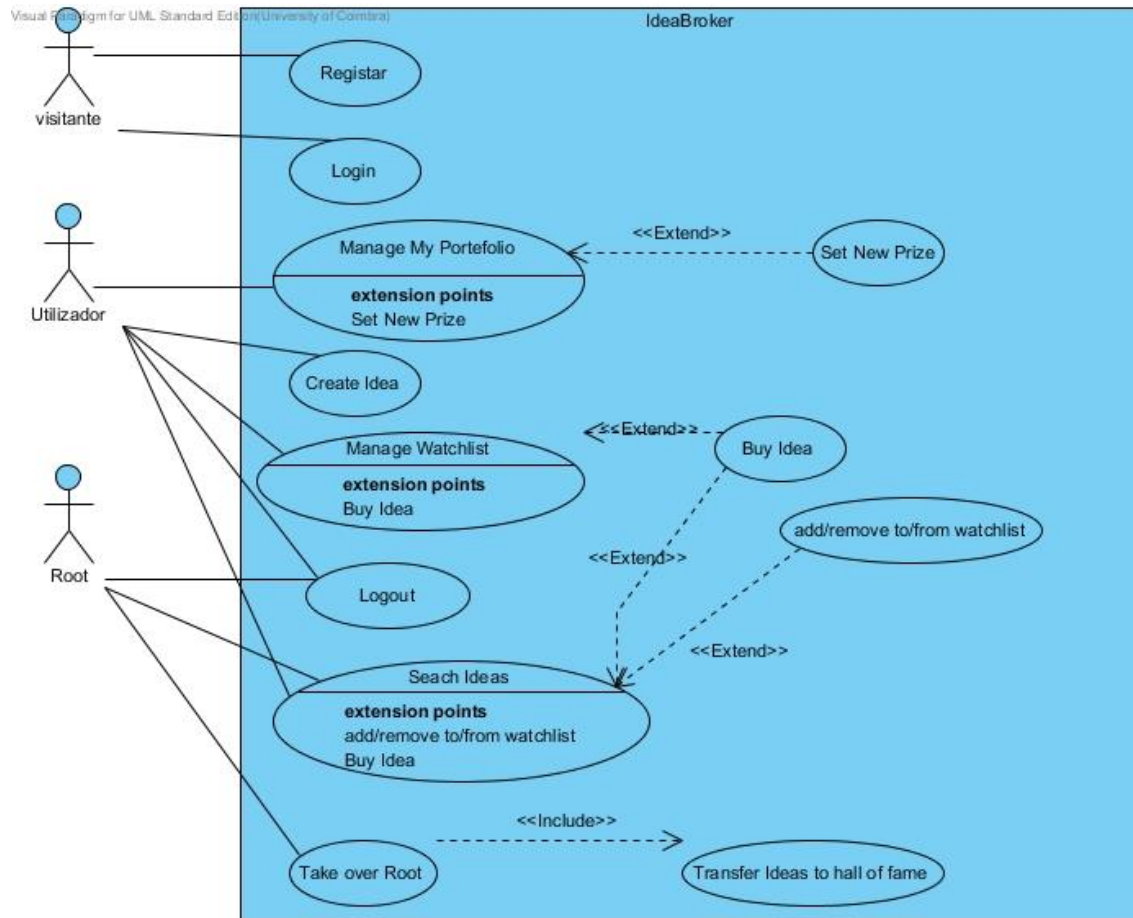 Visual Paradigm for UML Standard Edition(University of Coimbra)
IdeaBroker
Registar
visitante
Login
Manage My Portefolio
<<Extend>>
Set New Prize
extension points
Set New Prize
Utilizador
Create Idea
<<Extend>>
Buy Idea
Manage Watchlist
extension points
Buy Idea
add/remove to/from watchlist
<<Extend>>
Root
Logout
<<Extend>>
Seach Ideas
extension points
add/remove to/from watchlist
Buy Idea
<<Include>>
Take over Root
Transfer Ideas to hall of fame